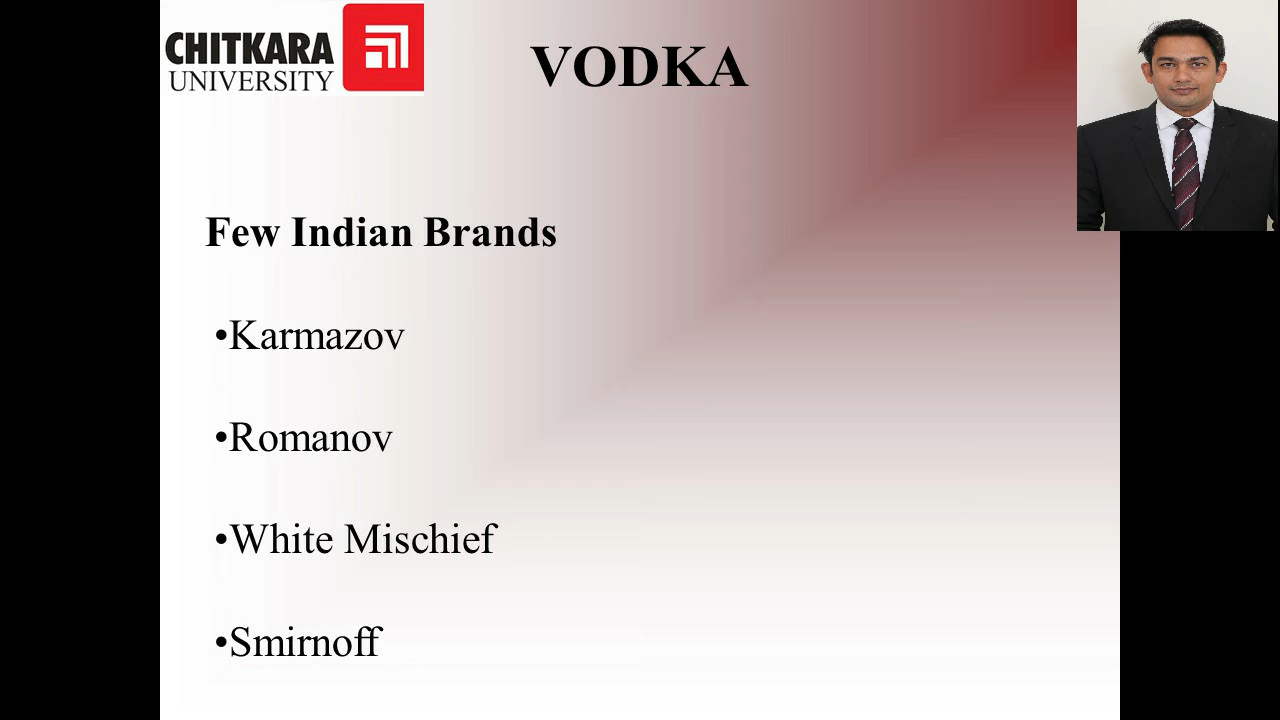 CHITKARA
UNIVERSITY
VODKA
Few Indian Brands
•Karmazov
•Romanov
•White Mischief
•Smirnoff